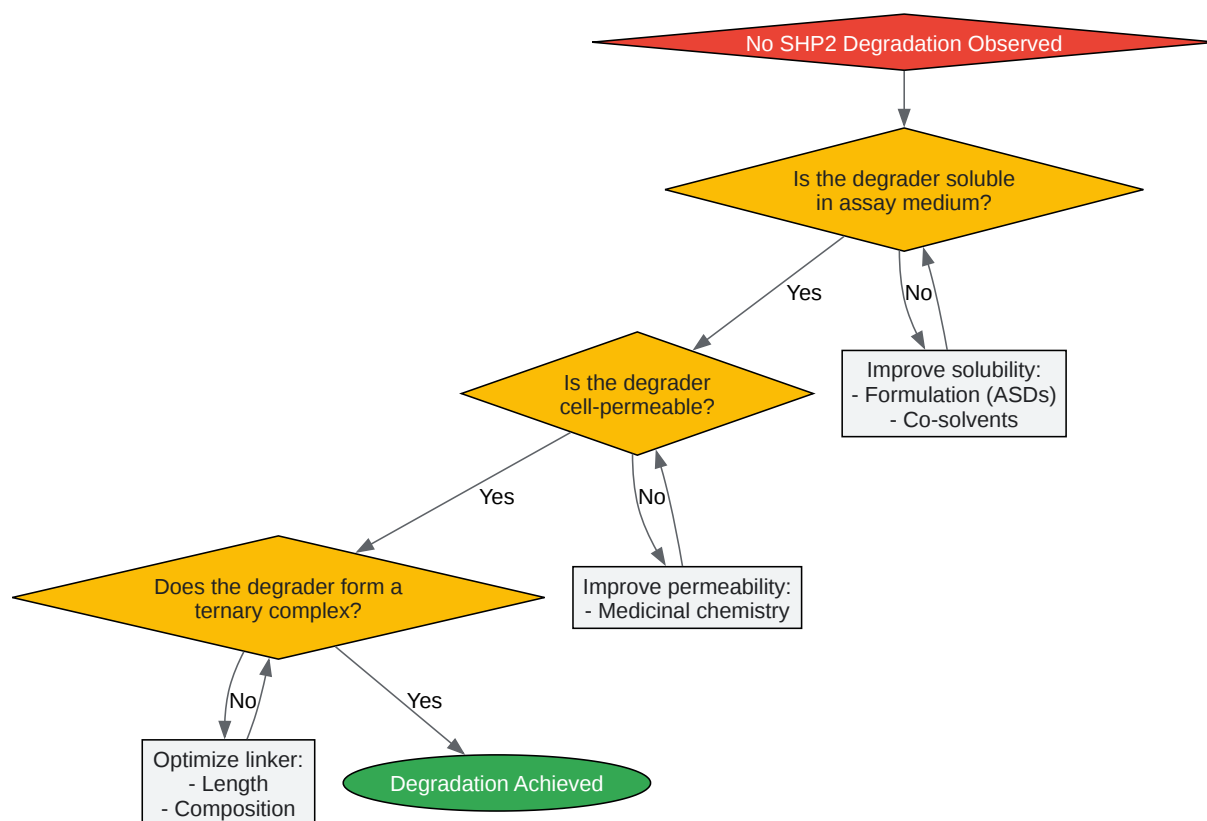 No SHP2 Degradation Observed
Is the degrader soluble
in assay medium?
Yes
No
Improve solubility:
- Formulation (ASDs)
- Co-solvents
Is the degrader
cell-permeable?
Yes
No
Improve permeability:
- Medicinal chemistry
Does the degrader form a
ternary complex?
No
Yes
Optimize linker:
- Length
- Composition
Degradation Achieved